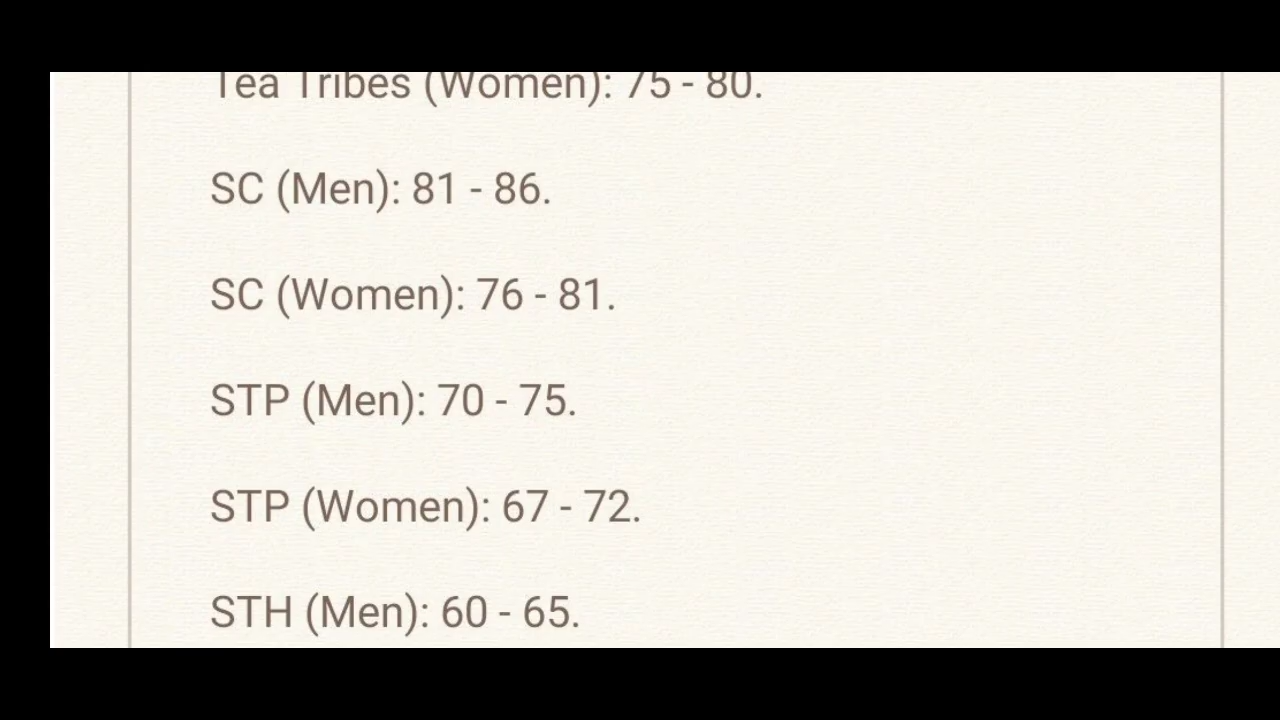 Tea Tribes (Women): 75 - 80.
SC (Men): 81 - 86.
SC (Women): 76 - 81.
STP (Men): 70 - 75.
STP (Women): 67 - 72.
STH (Men): 60 - 65.